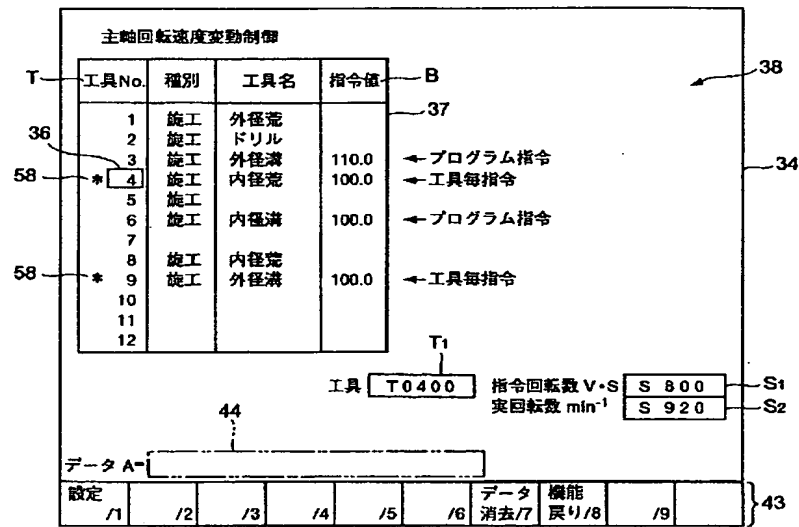 主軸回転速度変動制御
T 工具No. 種別 工具名 指令値 B
38
37
1 旋工 外径荒
36 2 旋工 ドリル
3 旋工 外径溝 110.0 ←プログラム指令
34
58 * 4 旋工 内径荒 100.0 ←工具毎指令
5 旋工
6 旋工 内径溝 100.0 ←プログラム指令
7
8 旋工 内径荒
58 * 9 旋工 外径溝 100.0 ←工具毎指令
10
11
12
T1
工具 T0400 指令回転数 V・S S 800 S1
実回転数 min-1 S 920 S2
44
データ A=
設定 データ 機能
/1 /2 /3 /4 /5 /6 消去/7 戻り/8 /9 43